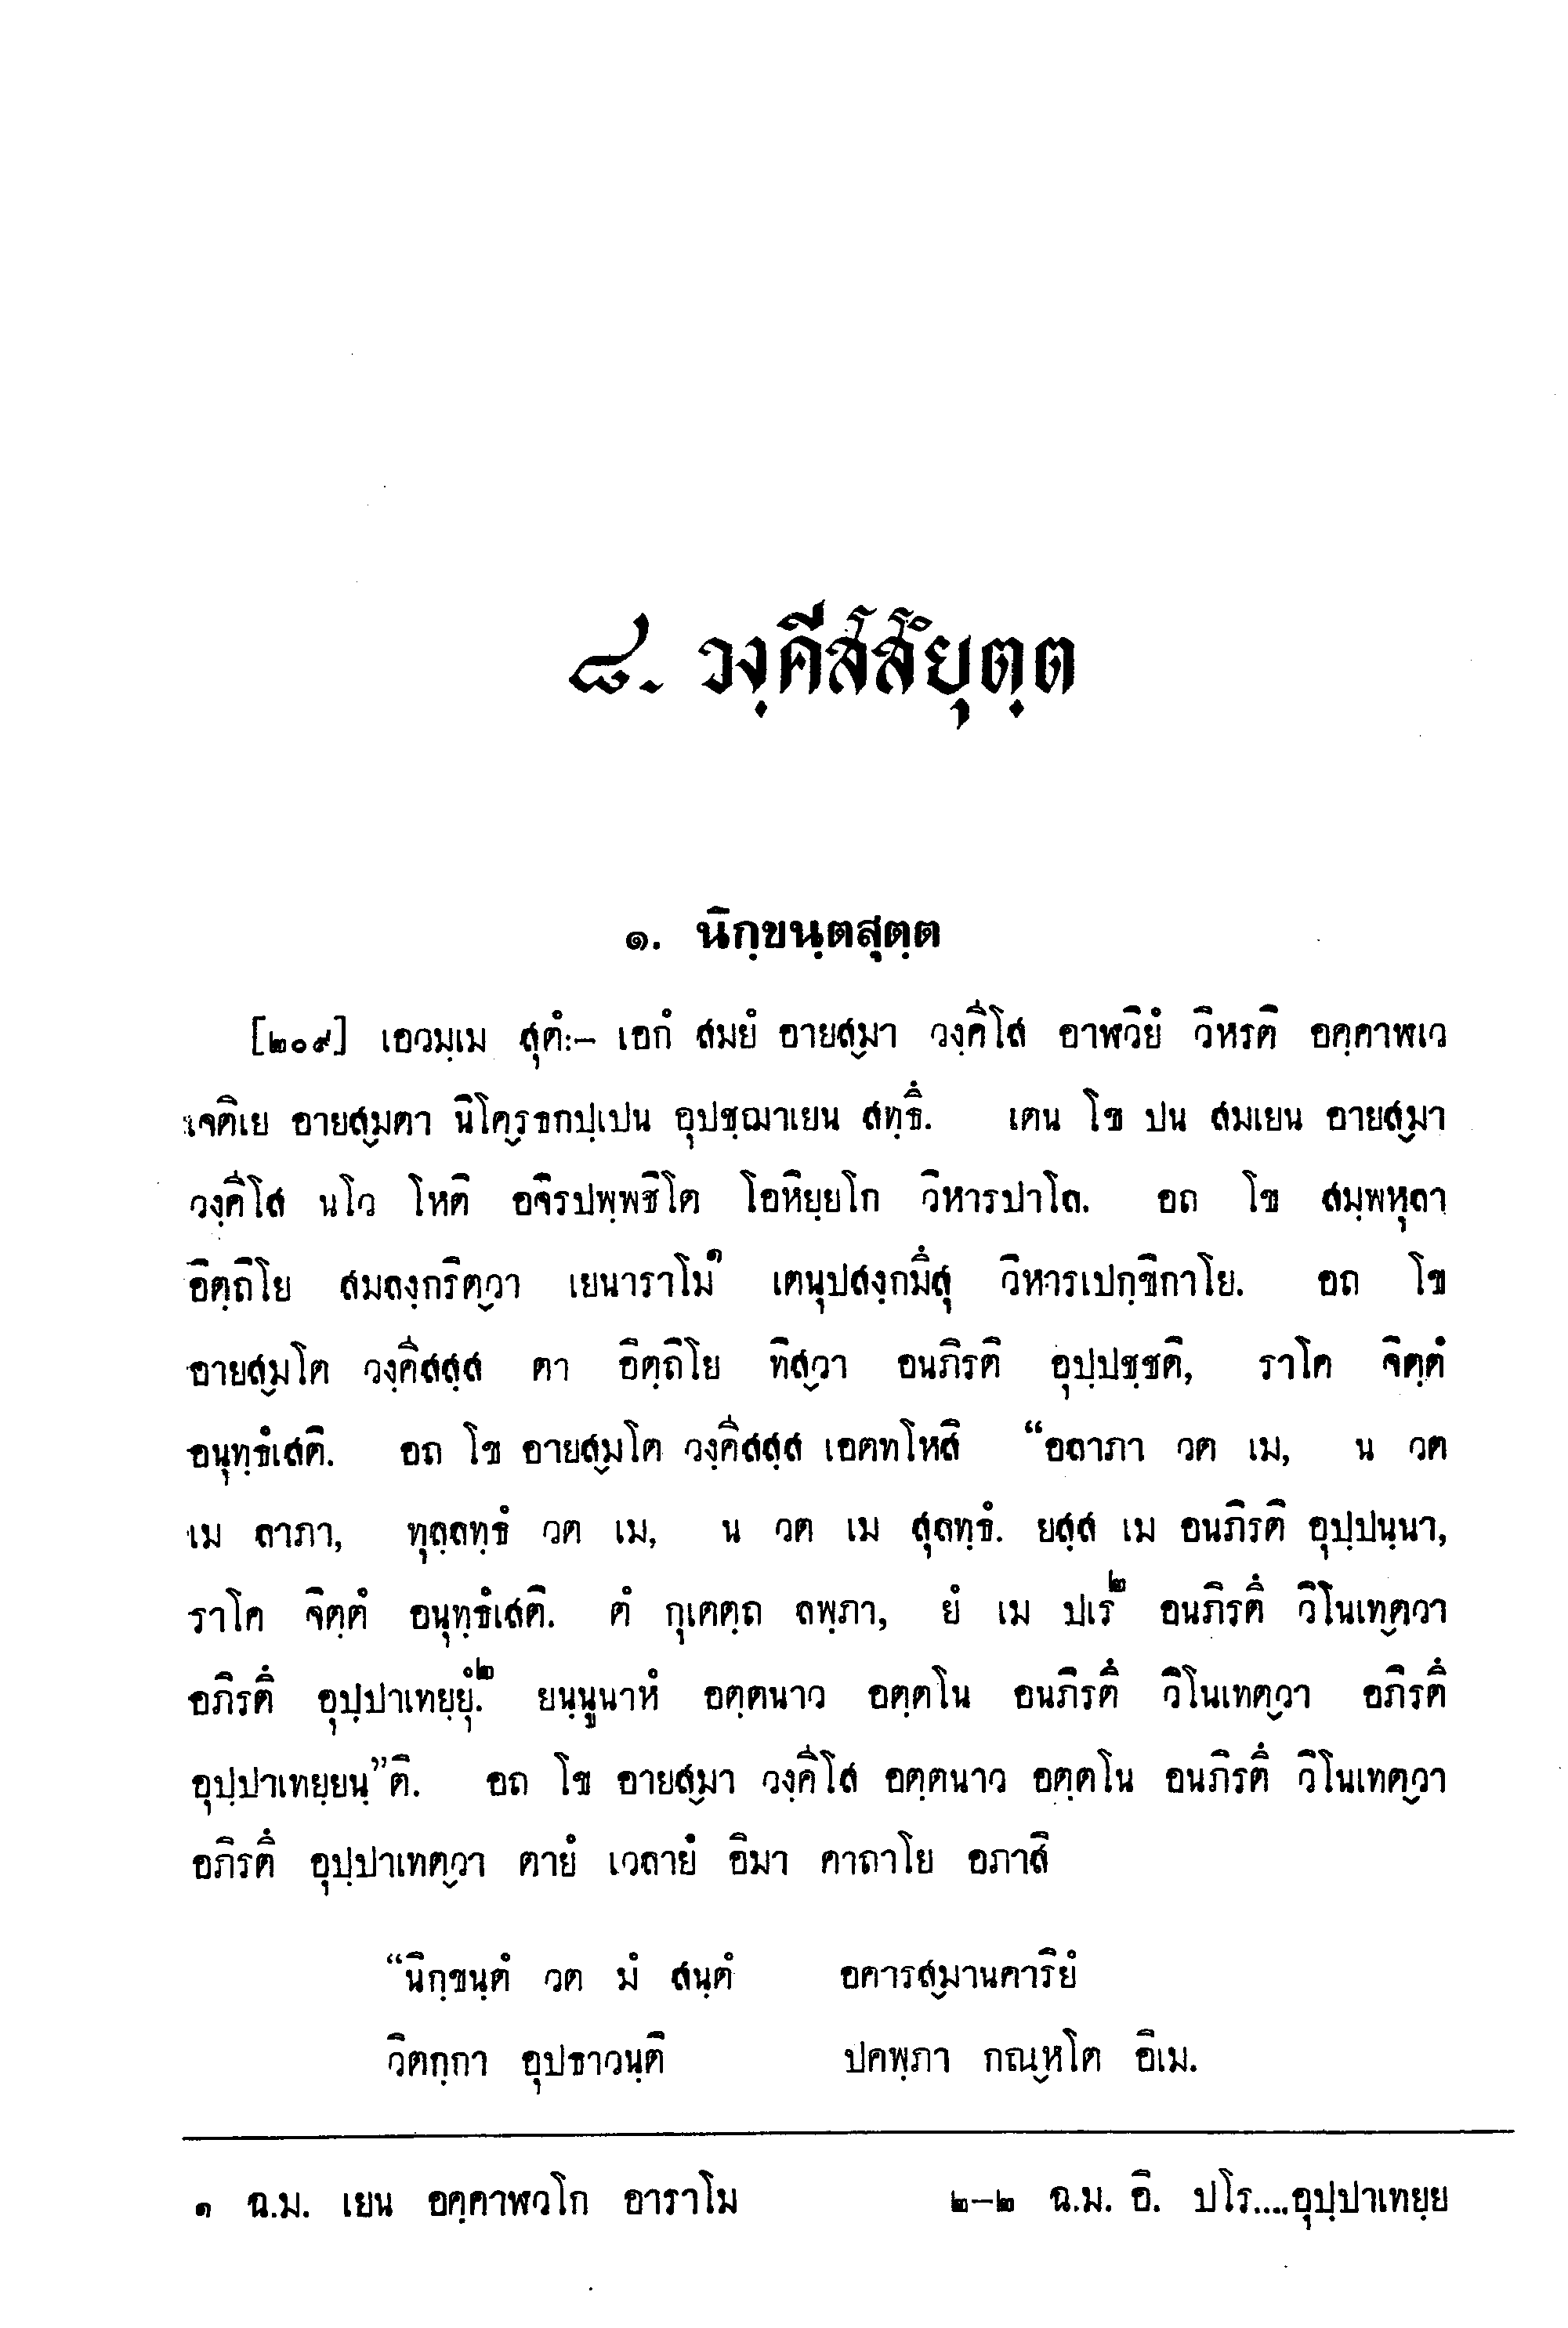 ๘. วงฺคีสสํยุตฺต
๑. นิกฺขนฺตสุตฺต
[๒๐๙] เอวมฺเม สุตํ:– เอกํ สมยํ อายสฺมา วงฺคีโส อาฬวิยํ วิหรติ อคฺคาฬเว
เจติเย อายสฺมตา นิโคฺรธกปฺเปน อุปชฺฌาเยน สทฺธึ. เตน โข ปน สมเยน อายสฺมา
วงฺคีโส นโว โหติ อจิรปพฺพชิโต โอหิยฺยโก วิหารปาโล. อถ โข สมฺพหุลา
อิตฺถิโย สมลงฺกริตฺวา เยนาราโม๑ เตนุปสงฺกมึสุ วิหารเปกฺขิกาโย. อถ โข
อายสฺมโต วงฺคีสสฺส ตา อิตฺถิโย ทิสฺวา อนภิรติ อุปฺปชฺชติ, ราโค จิตฺตํ
อนุทฺธํเสติ. อถ โข อายสฺมโต วงฺคีสสฺส เอตทโหสิ “อลาภา วต เม, น วต
เม ลาภา, ทุลฺลทฺธํ วต เม, น วต เม สุลทฺธํ. ยสฺส เม อนภิรติ อุปฺปนฺนา,
ราโค จิตฺตํ อนุทฺธํเสติ. ตํ กุเตตฺถ ลพฺภา, ยํ เม ปเร๒ อนภิรตึ วิโนเทตฺวา
อภิรตึ อุปฺปาเทยฺยุํ.๒ ยนฺนูนาหํ อตฺตนาว อตฺตโน อนภิรตึ วิโนเทตฺวา อภิรตึ
อุปฺปาเทยฺยนฺ”ติ. อถ โข อายสฺมา วงฺคีโส อตฺตนาว อตฺตโน อนภิรตึ วิโนเทตฺวา
อภิรตึ อุปฺปาเทตฺวา ตายํ เวลายํ อิมา คาถาโย อภาสิ
“นิกฺขนฺตํ วต มํ สนฺตํ อคารสฺมานคาริยํ
วิตกฺกา อุปธาวนฺติ ปคพฺภา กณฺหโต อิเม.
๑ ฉ.ม. เยน อคฺคาฬวโก อาราโม ๒–๒ ฉ.ม. อิ. ปโร....อุปฺปาเทยฺย